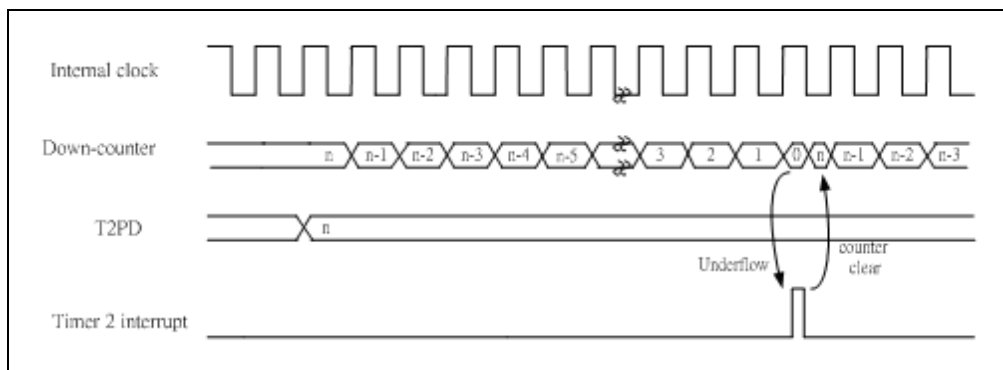 Internal clock
Down-counter
n n-1 n-2 n-3 n-4 n-5 3 2 1 0 n n-1 n-2 n-3
T2PD
n
Underflow
counter
clear
Timer 2 interrupt